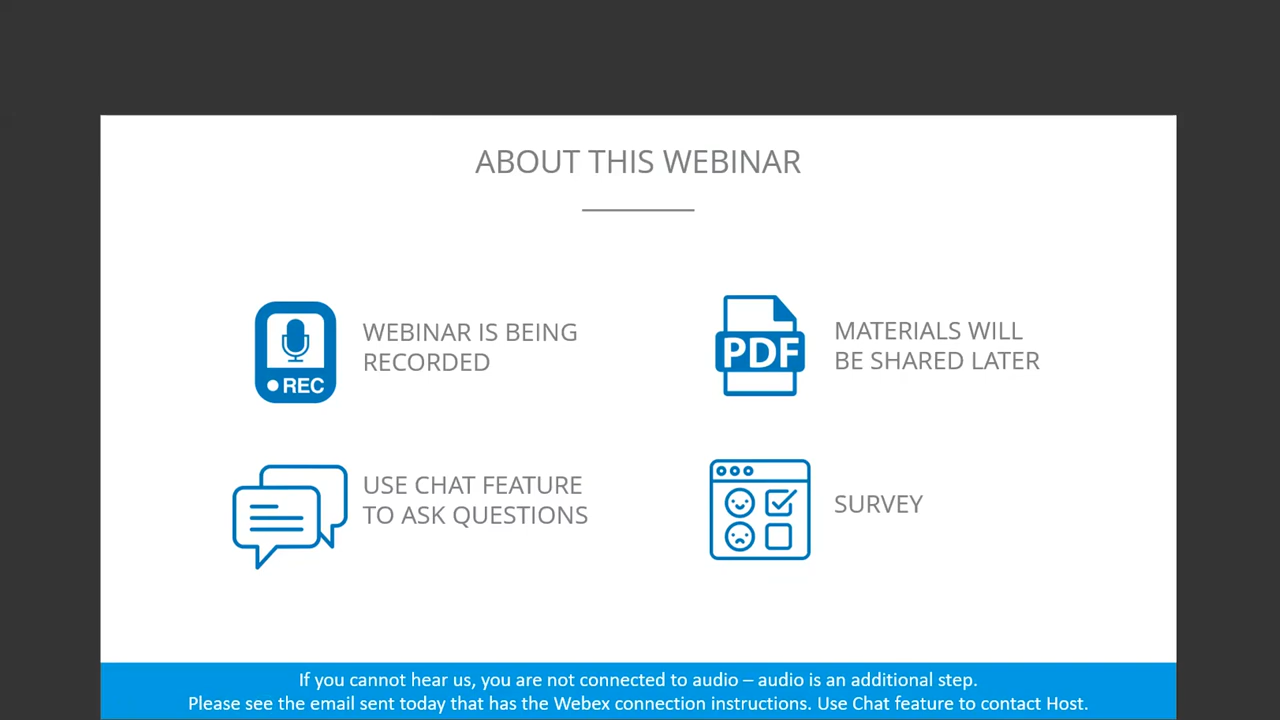 ABOUT THIS WEBINAR
REC
WEBINAR IS BEING
RECORDED
PDF
MATERIALS WILL
BE SHARED LATER
USE CHAT FEATURE
TO ASK QUESTIONS
SURVEY
If you cannot hear us, you are not connected to audio – audio is an additional step.
Please see the email sent today that has the Webex connection instructions. Use Chat feature to contact Host.